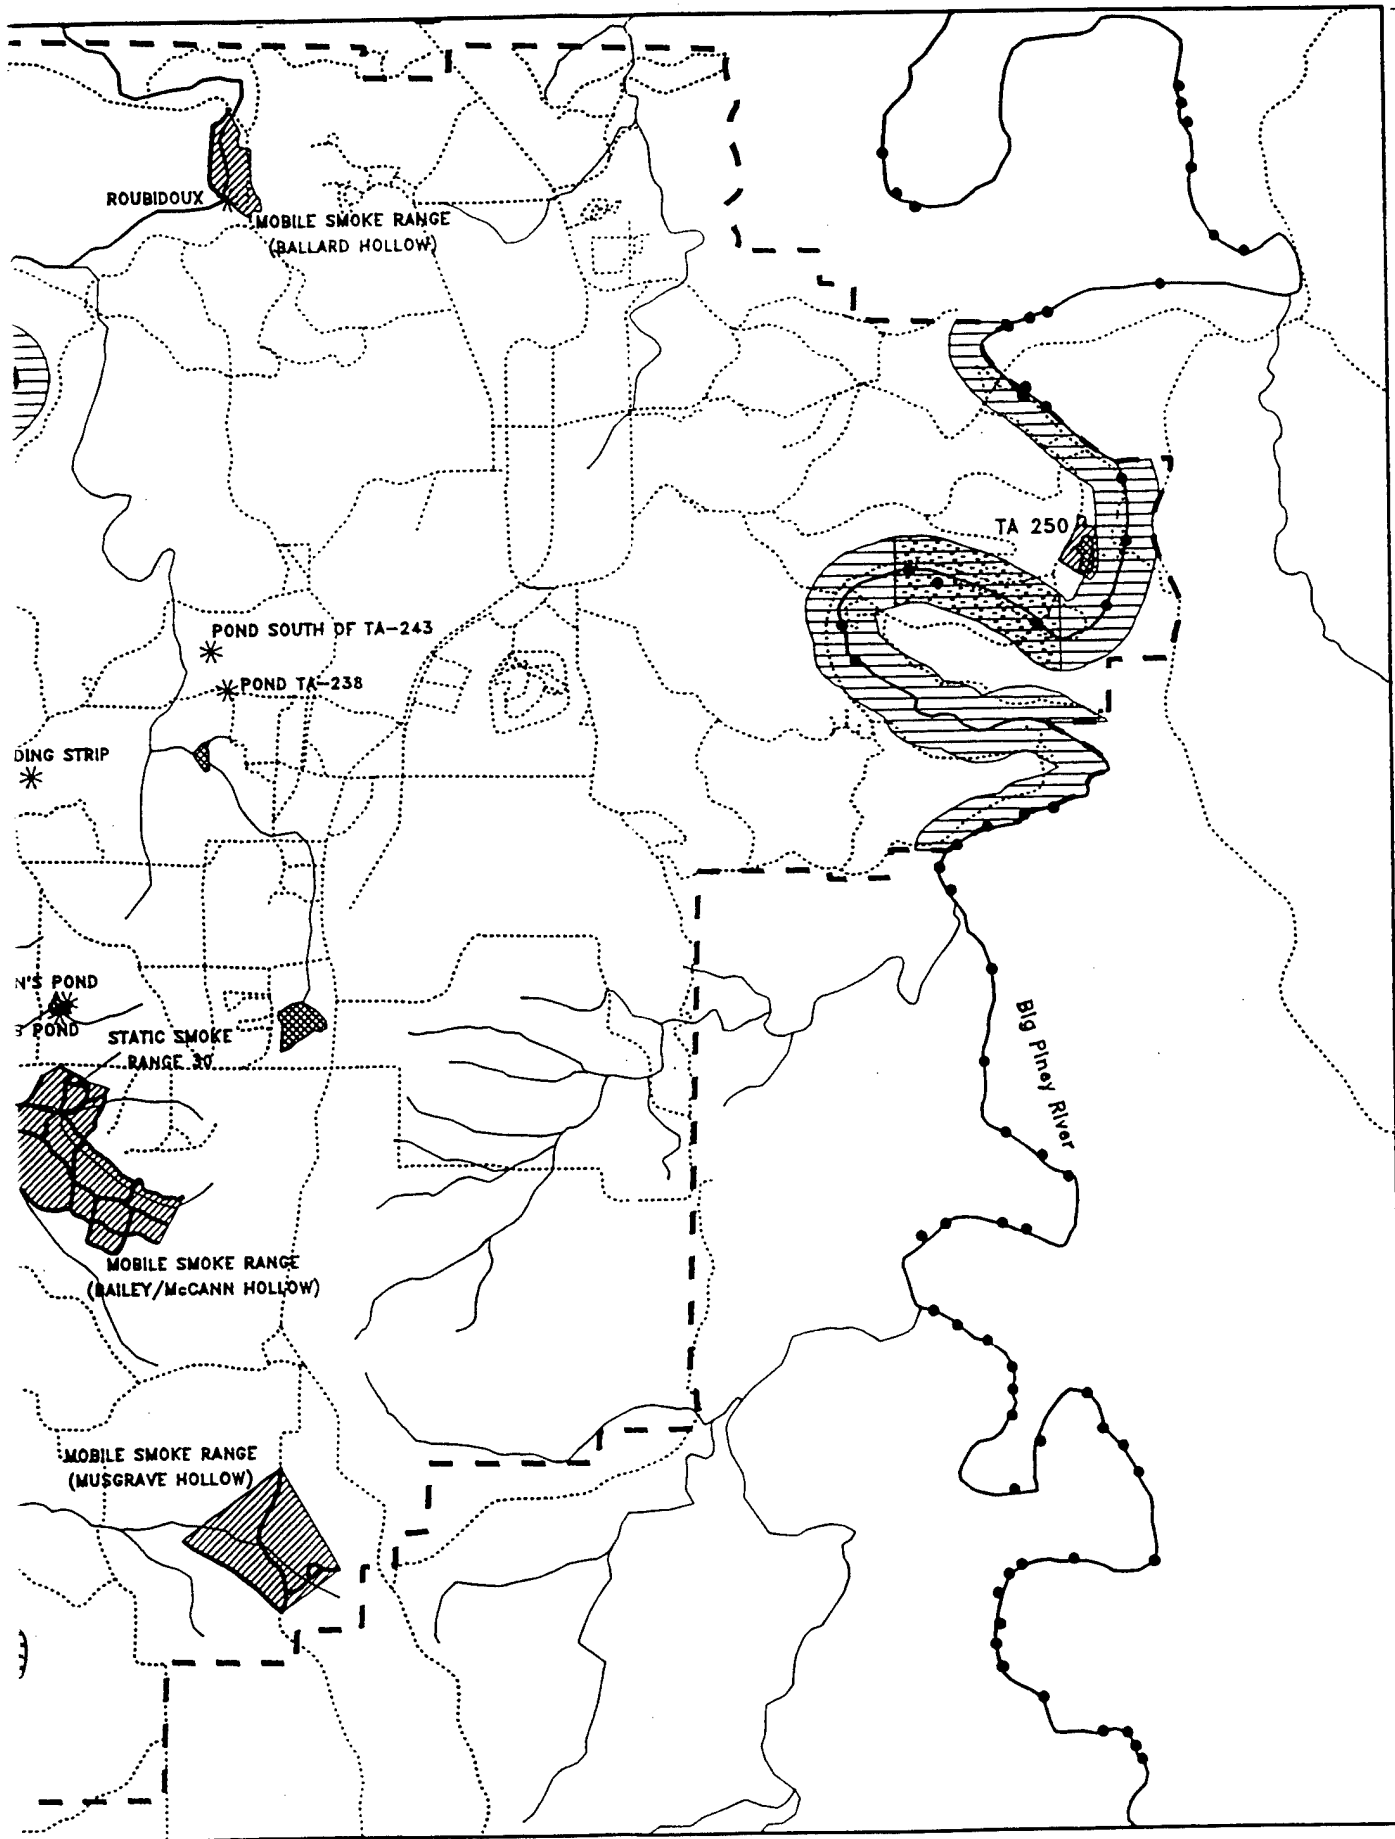 ROUBIDOUX
MOBILE SMOKE RANGE
(BALLARD HOLLOW)
TA 250
POND SOUTH OF TA-243
POND TA-238
DING STRIP
N'S POND
S POND
STATIC SMOKE
RANGE 30
Big Piney River
MOBILE SMOKE RANGE
(BAILEY/McCANN HOLLOW)
MOBILE SMOKE RANGE
(MUSGRAVE HOLLOW)